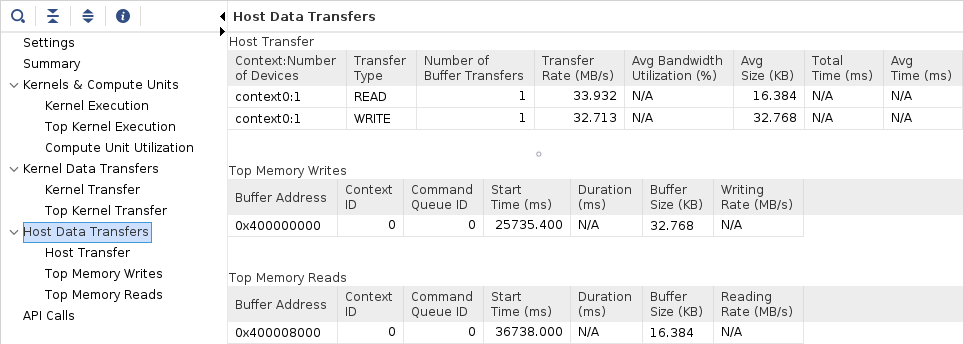 Settings
Summary
Kernels & Compute Units
Kernel Execution
Top Kernel Execution
Compute Unit Utilization
Kernel Data Transfers
Kernel Transfer
Top Kernel Transfer
Host Data Transfers
Host Transfer
Top Memory Writes
Top Memory Reads
API Calls
Host Data Transfers
Host Transfer
Context:Number of Devices Transfer Type Number of Buffer Transfers Transfer Rate (MB/s) Avg Bandwidth Utilization (%) Avg Size (KB) Total Time (ms) Avg Time (ms)
context0:1 READ 1 33.932 N/A 16.384 N/A N/A
context0:1 WRITE 1 32.713 N/A 32.768 N/A N/A
Top Memory Writes
Buffer Address Context ID Command Queue ID Start Time (ms) Duration (ms) Buffer Size (KB) Writing Rate (MB/s)
0x400000000 0 0 25735.400 N/A 32.768 N/A
Top Memory Reads
Buffer Address Context ID Command Queue ID Start Time (ms) Duration (ms) Buffer Size (KB) Reading Rate (MB/s)
0x400008000 0 0 36738.000 N/A 16.384 N/A